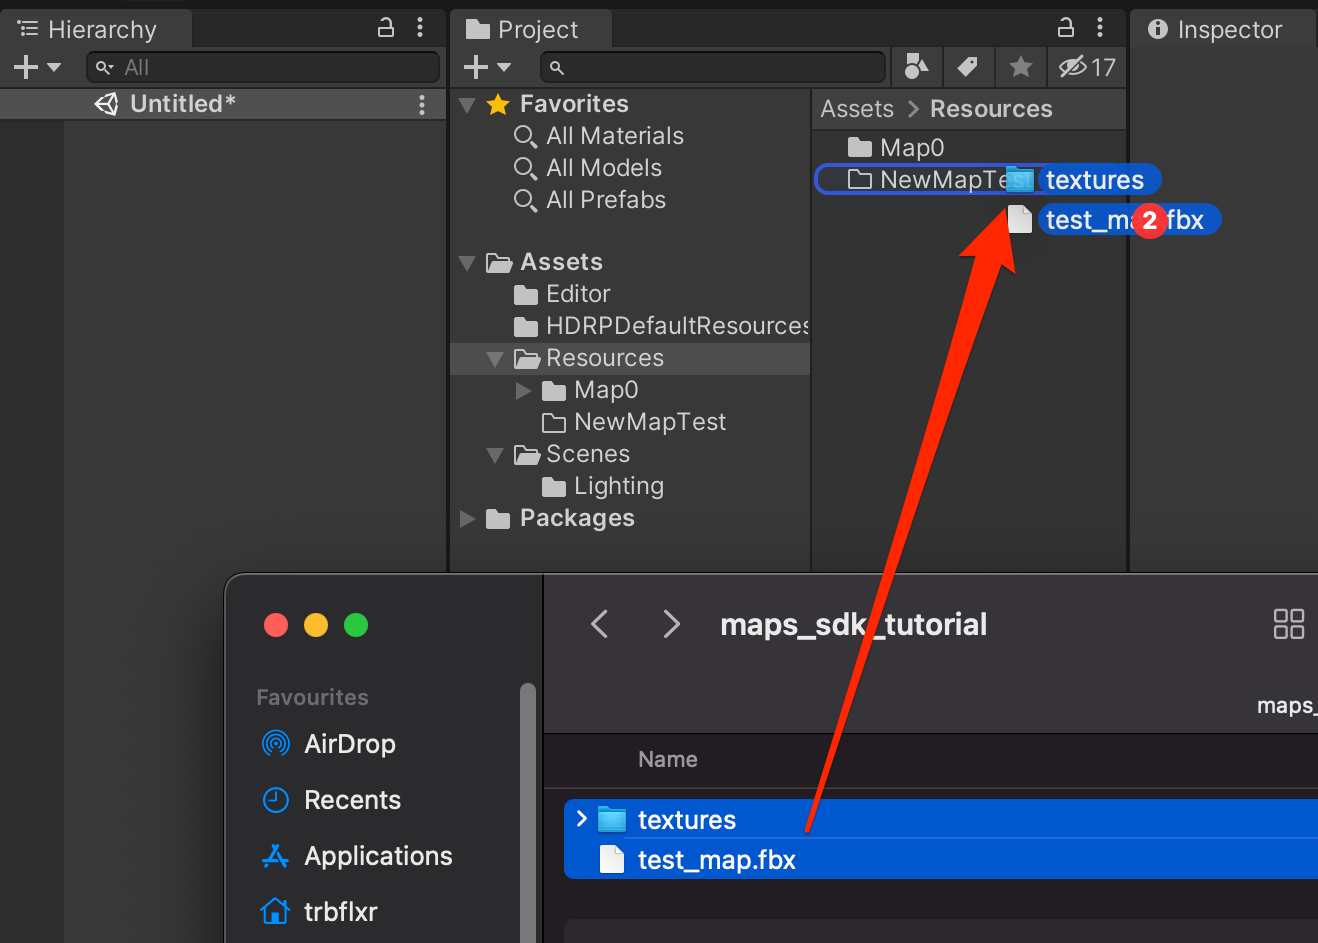 Hierarchy
All
Untitled*
Project
17
Favorites
All Materials
All Models
All Prefabs
Assets
Editor
HDRPDefaultResources
Resources
Map0
NewMapTest
Scenes
Lighting
Packages
Assets > Resources
Map0
NewMapTest
textures
test_ma 2 fbx
Inspector
maps_sdk_tutorial
maps_
Favourites
AirDrop
Recents
Applications
trbflxr
Name
textures
test_map.fbx